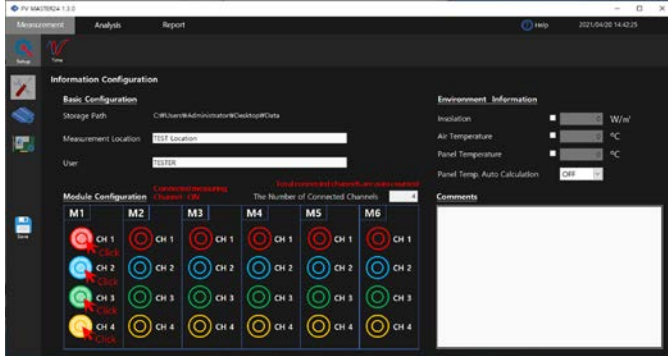 PV MASTER24 1.3.0
Measurement Analysis Report Help 2021/04/20 14:42:25
Setup Time
Information Configuration
Basic Configuration
Storage Path C:₩Users₩Administrator₩Desktop₩Data
Measurement Location TEST Location
User TESTER
Environment Information
Insolation 0 W/㎡
Air Temperature 0 ºC
Panel Temperature 0 ºC
Panel Temp. Auto Calculation OFF
Connected measuring
Channel ON
Total connected channels are auto counted
Module Configuration The Number of Connected Channels 4
M1 M2 M3 M4 M5 M6
CH 1 CH 1 CH 1 CH 1 CH 1 CH 1
Click
CH 2 CH 2 CH 2 CH 2 CH 2 CH 2
Click
CH 3 CH 3 CH 3 CH 3 CH 3 CH 3
Click
CH 4 CH 4 CH 4 CH 4 CH 4 CH 4
Click
Comments
Save